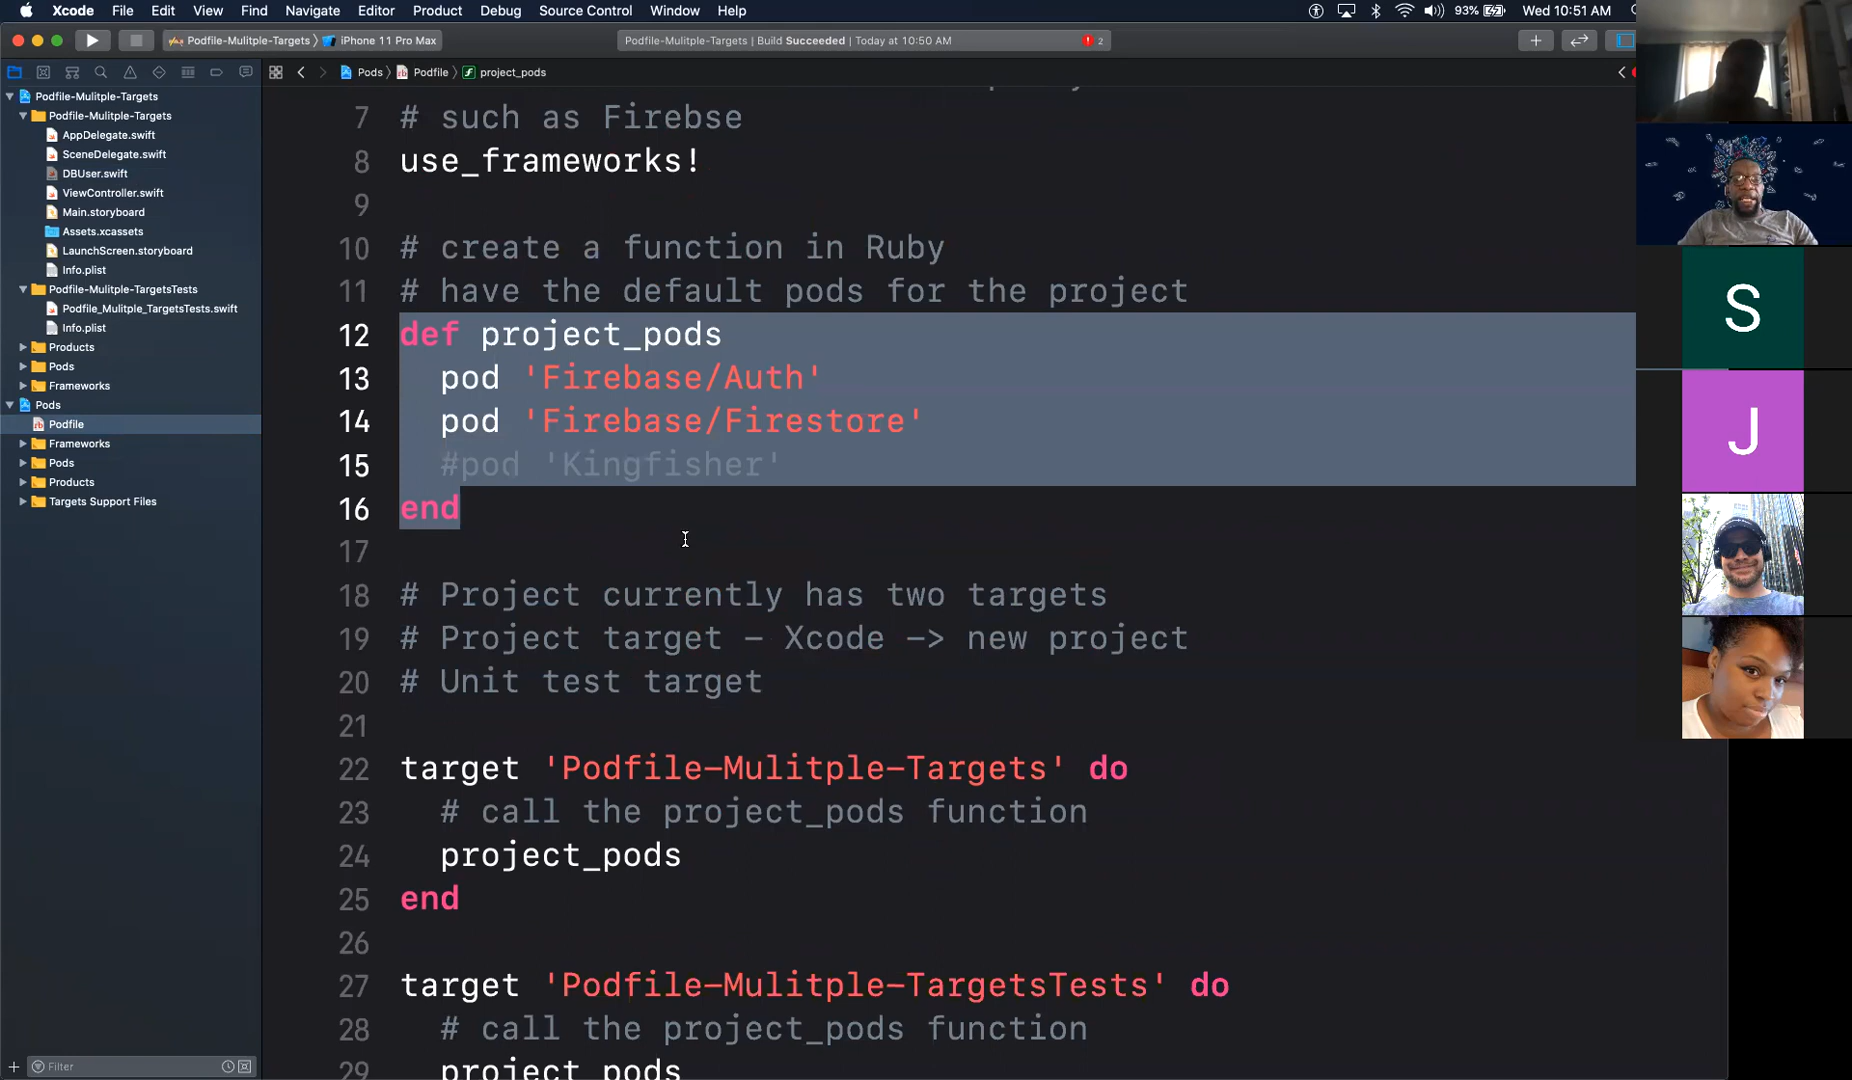 Xcode File Edit View Find Navigate Editor Product Debug Source Control Window Help 93% Wed 10:51 AM
Podfile-Mulitple-Targets iPhone 11 Pro Max Podfile-Mulitple-Targets | Build Succeeded | Today at 10:50 AM 2
Pods Podfile project_pods
Podfile-Mulitple-Targets
Podfile-Mulitple-Targets
AppDelegate.swift
SceneDelegate.swift
DBUser.swift
ViewController.swift
Main.storyboard
Assets.xcassets
LaunchScreen.storyboard
Info.plist
Podfile-Mulitple-TargetsTests
Podfile_Mulitple_TargetsTests.swift
Info.plist
Products
Pods
Frameworks
Pods
Podfile
Frameworks
Pods
Products
Targets Support Files
Filter
7 # such as Firebse
8 use_frameworks!
9
10 # create a function in Ruby
11 # have the default pods for the project
12 def project_pods
13 pod 'Firebase/Auth'
14 pod 'Firebase/Firestore'
15 #pod 'Kingfisher'
16 end
17
18 # Project currently has two targets
19 # Project target - Xcode -> new project
20 # Unit test target
21
22 target 'Podfile-Mulitple-Targets' do
23 # call the project_pods function
24 project_pods
25 end
26
27 target 'Podfile-Mulitple-TargetsTests' do
28 # call the project_pods function
29 project_pods
S
J